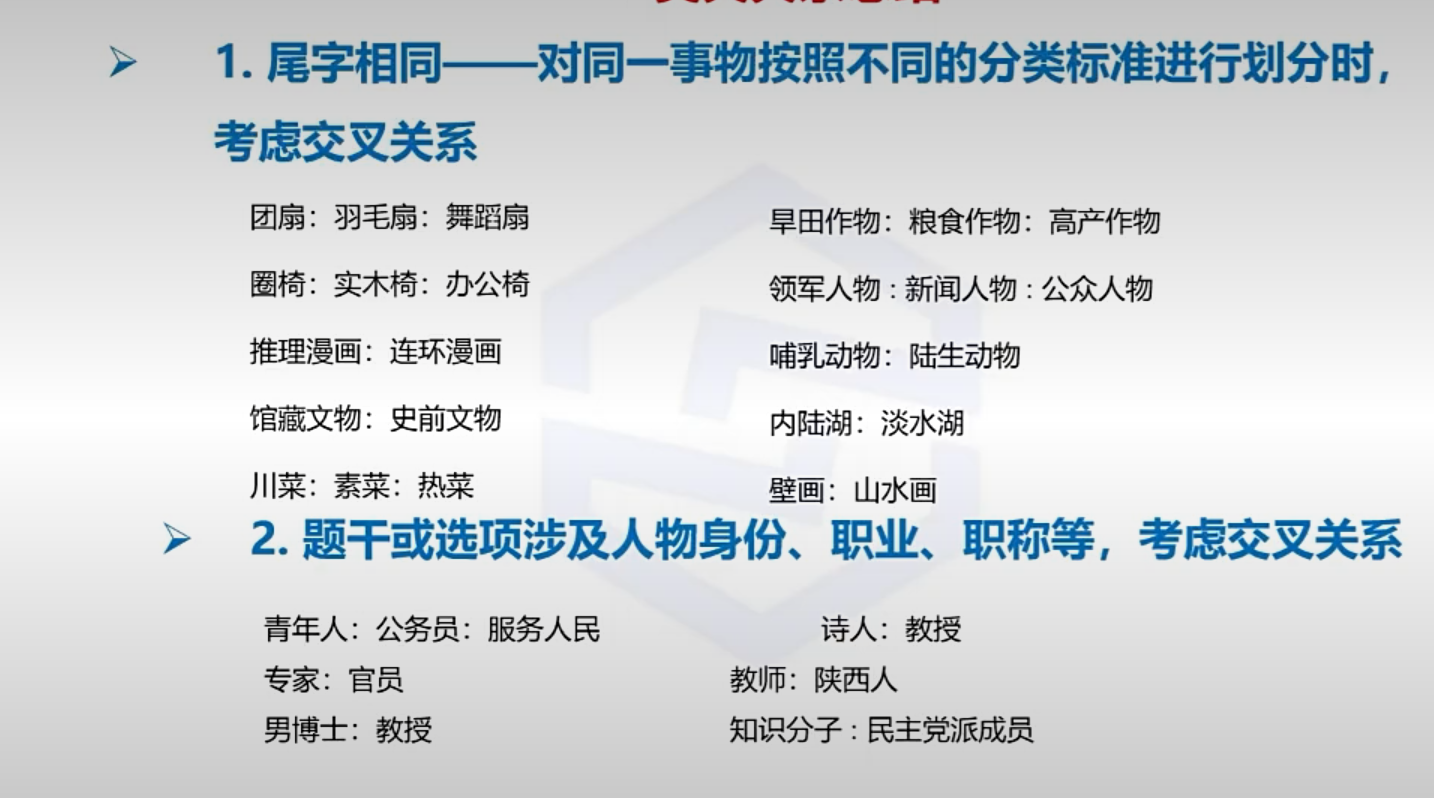 1. 尾字相同——对同一事物按照不同的分类标准进行划分时，
考虑交叉关系
团扇：羽毛扇：舞蹈扇
旱田作物：粮食作物：高产作物
圈椅：实木椅：办公椅
领军人物：新闻人物：公众人物
推理漫画：连环漫画
哺乳动物：陆生动物
馆藏文物：史前文物
内陆湖：淡水湖
川菜：素菜：热菜
壁画：山水画
2. 题干或选项涉及人物身份、职业、职称等，考虑交叉关系
青年人：公务员：服务人民
诗人：教授
专家：官员
教师：陕西人
男博士：教授
知识分子：民主党派成员